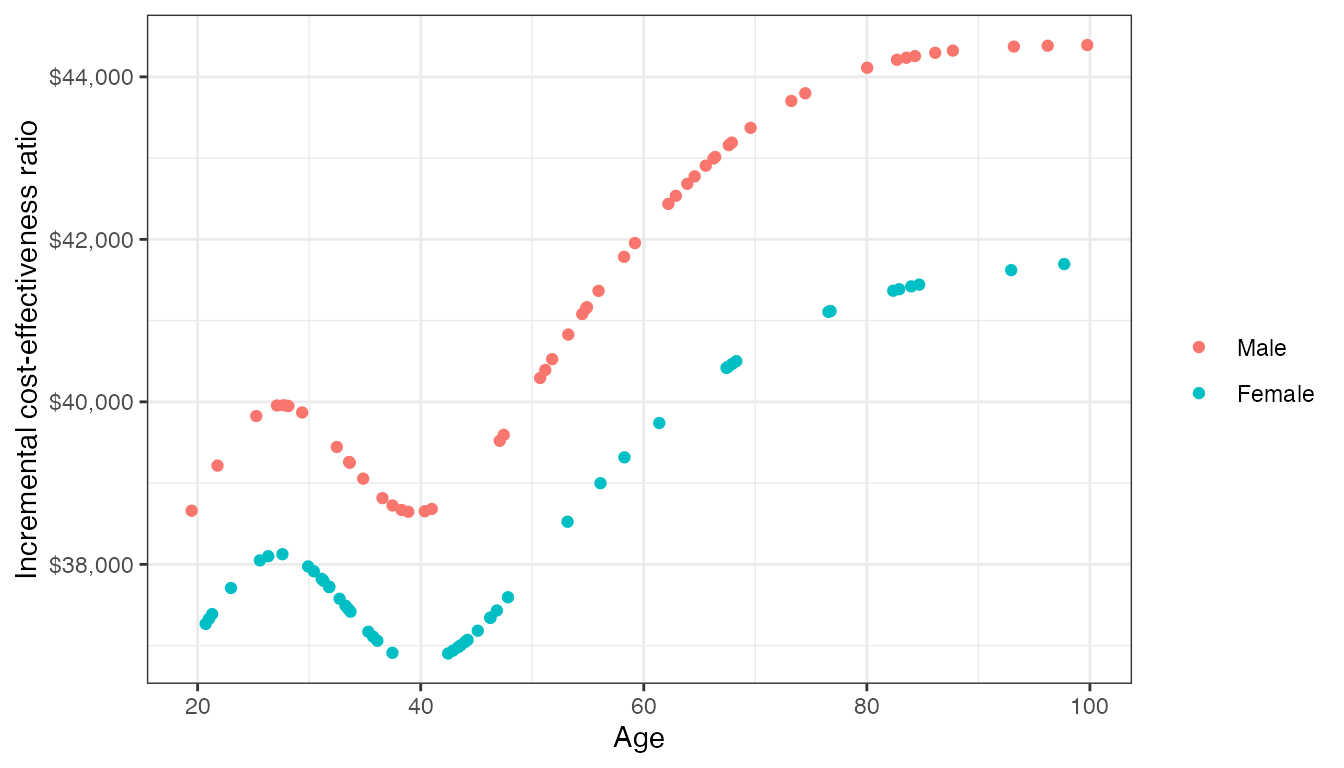 Incremental cost-effectiveness ratio
$44,000
$42,000
$40,000
$38,000
20 40 60 80 100
Age
Male
Female